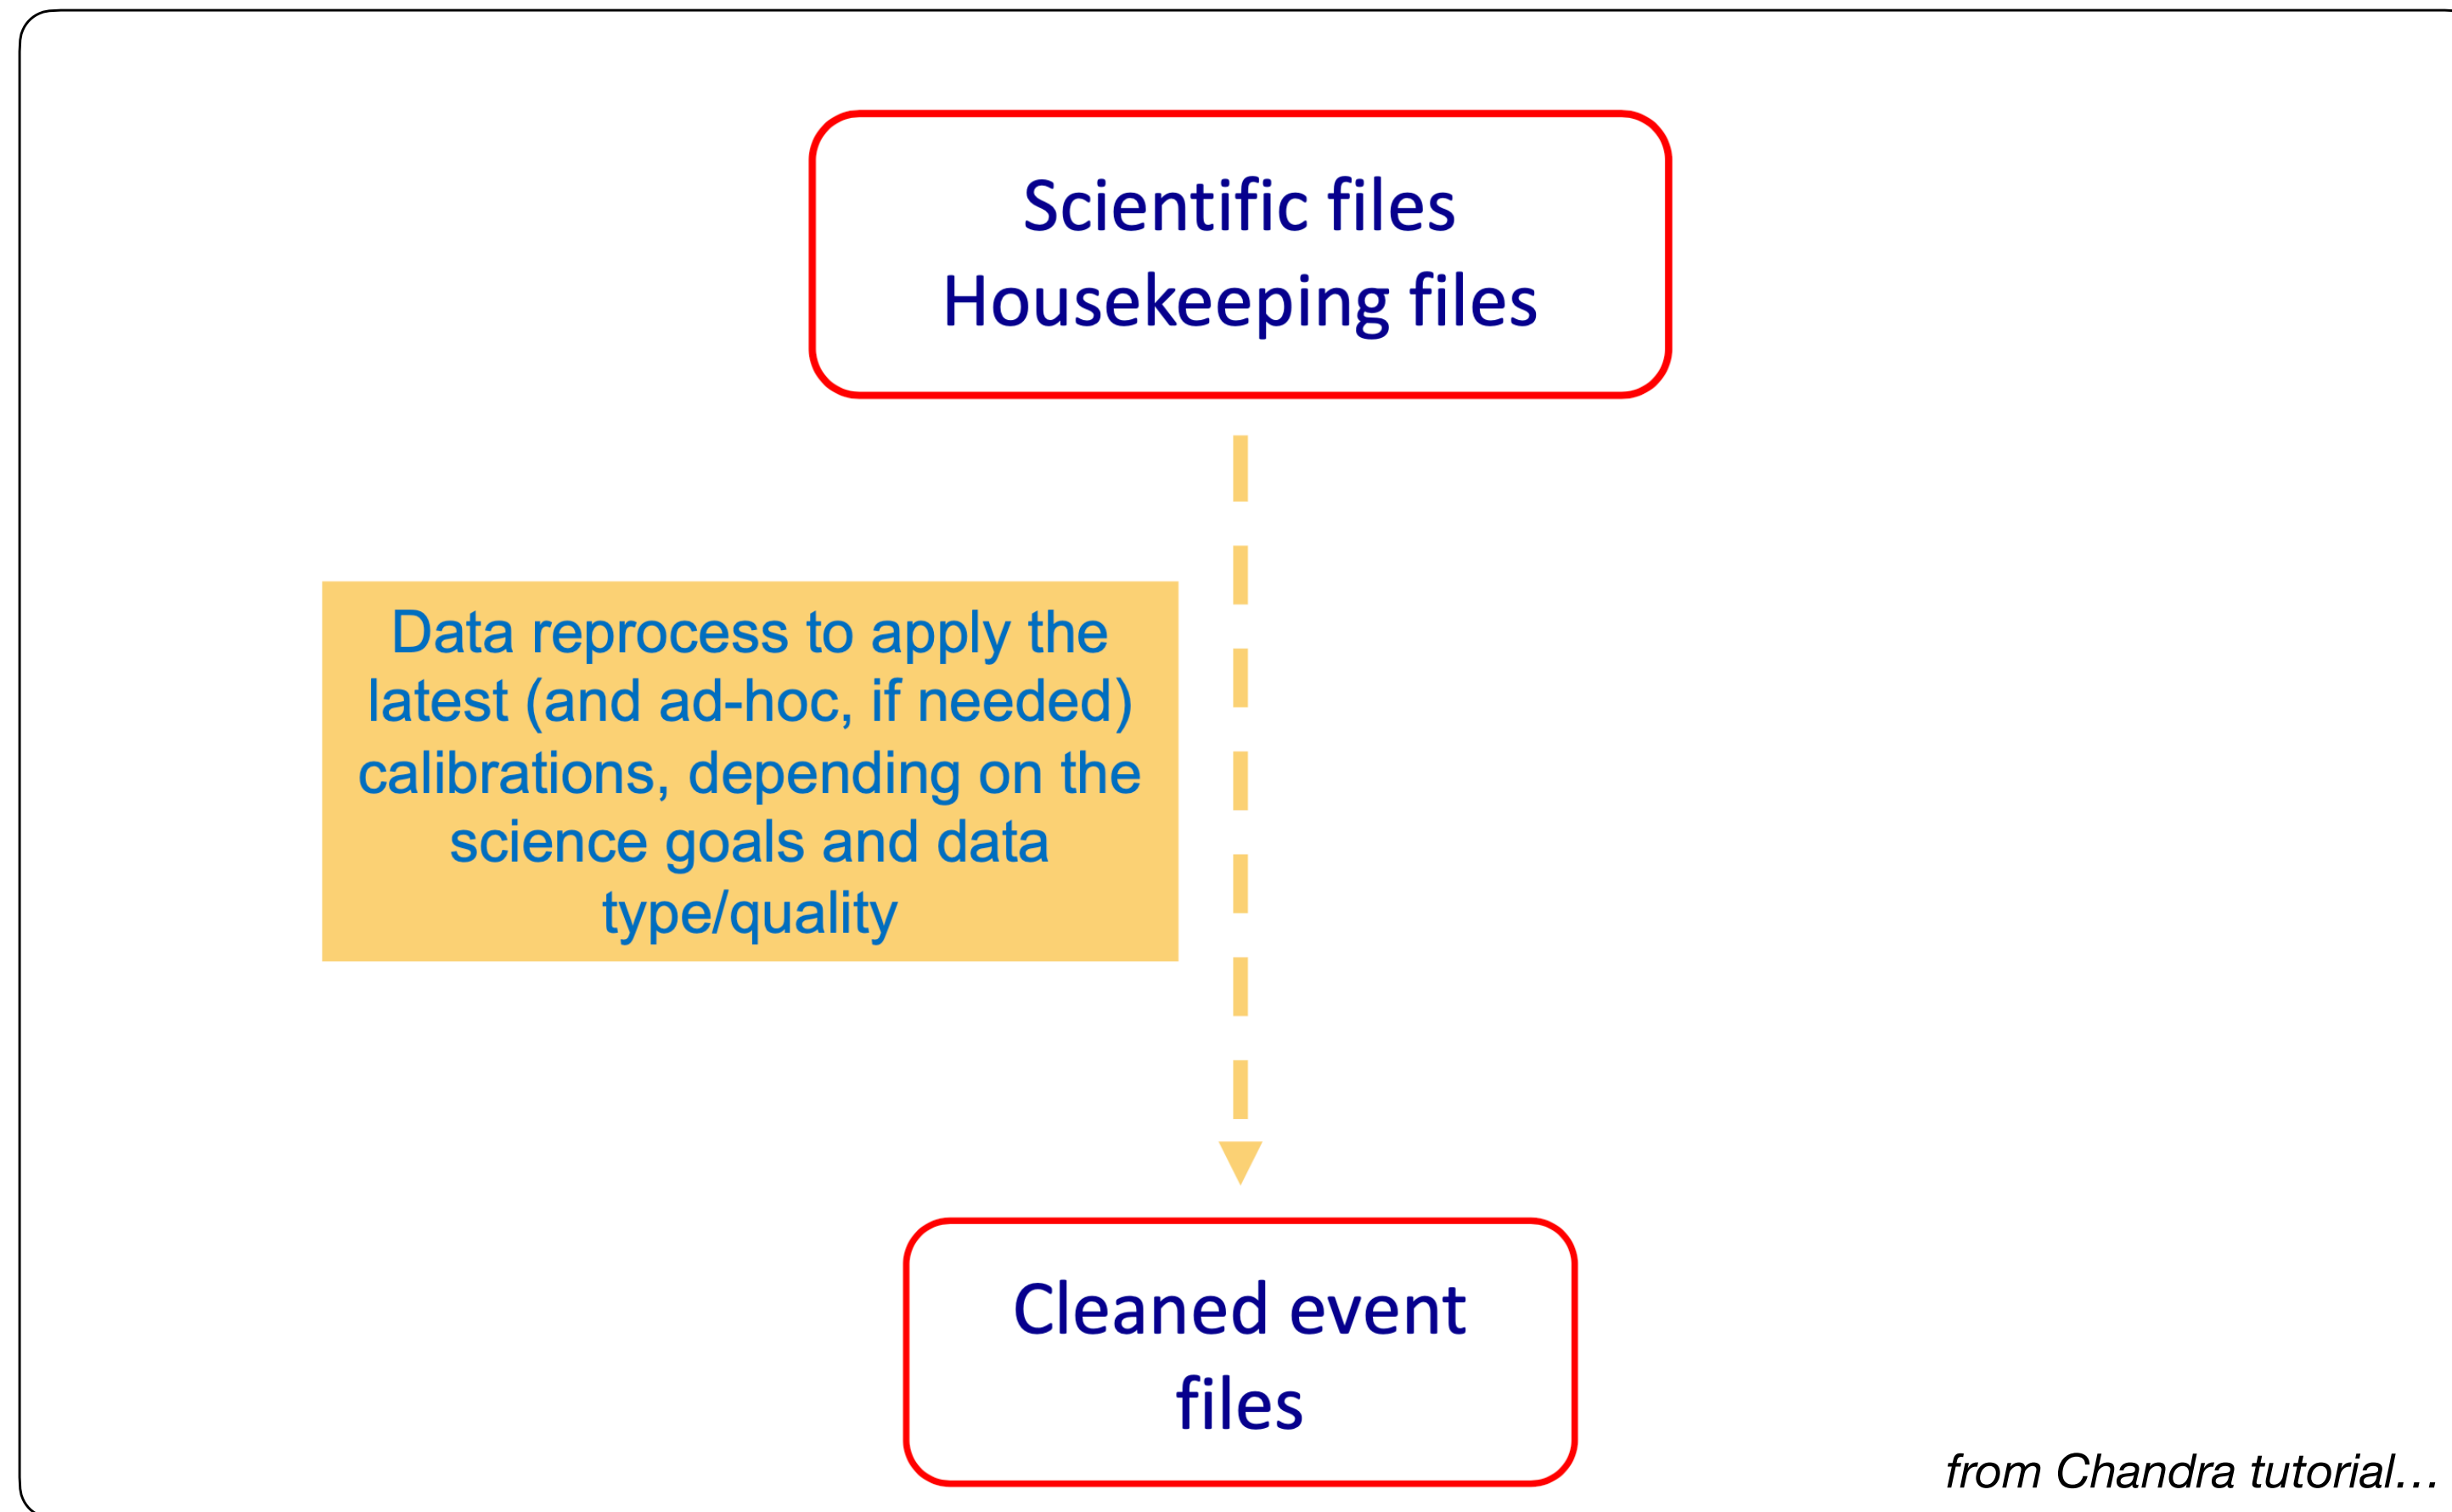 Scientific files
Housekeeping files
Data reprocess to apply the
latest (and ad-hoc, if needed)
calibrations, depending on the
science goals and data
type/quality
Cleaned event
files
from Chandra tutorial…